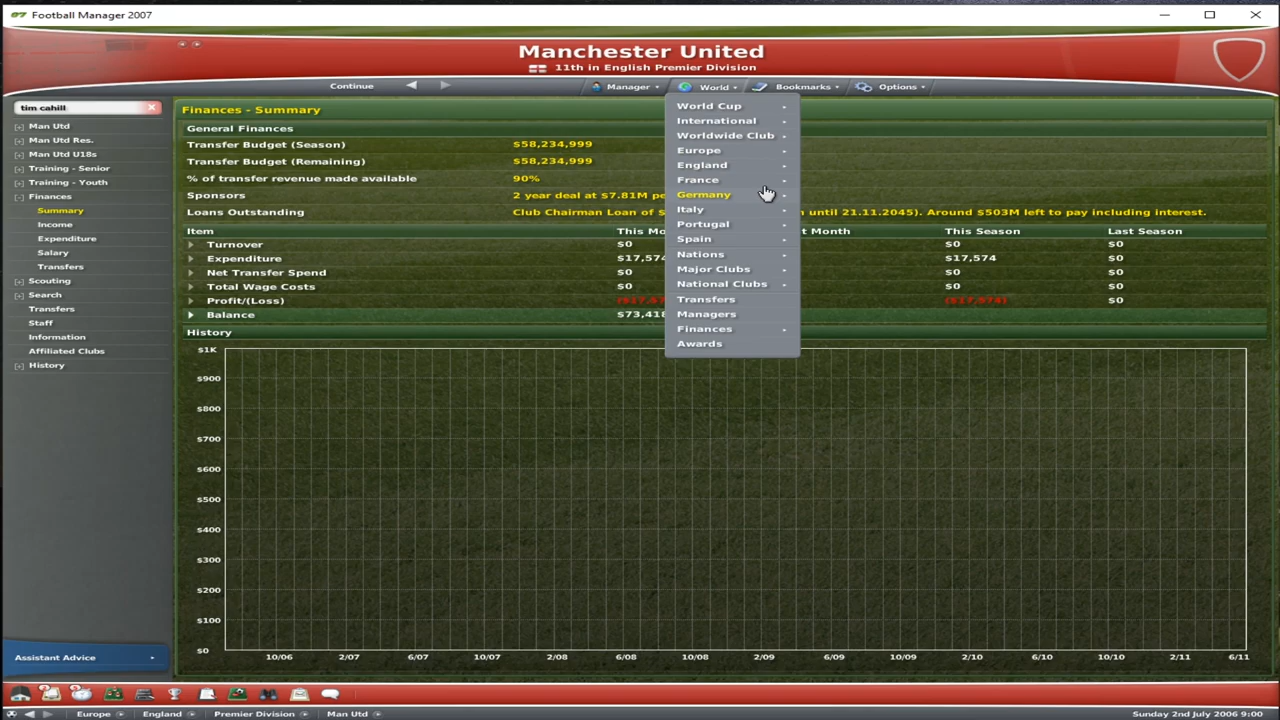 Football Manager 2007
Manchester United
11th in English Premier Division
Continue
Manager
World
Bookmarks
Options
tim cahill
Man Utd
Man Utd Res.
Man Utd U18s
Training - Senior
Training - Youth
Finances
Summary
Income
Expenditure
Salary
Transfers
Scouting
Search
Transfers
Staff
Information
Affiliated Clubs
History
Assistant Advice
World Cup
International
Worldwide Club
Europe
England
France
Germany
Italy
Portugal
Spain
Nations
Major Clubs
National Clubs
Transfers
Managers
Finances
Awards
Finances - Summary
General Finances
Transfer Budget (Season) $58,234,999
Transfer Budget (Remaining) $58,234,999
% of transfer revenue made available 90%
Sponsors 2 year deal at $7.81M pe
Loans Outstanding Club Chairman Loan of $ until 21.11.2045). Around $503M left to pay including interest.
Item This Mo t Month This Season Last Season
Turnover $0 $0 $0
Expenditure $17,574 $17,574 $0
Net Transfer Spend $0 $0 $0
Total Wage Costs $0 $0 $0
Profit/(Loss) ($17,57 ($17,574) $0
Balance $73,418
History
$1K
$900
$800
$700
$600
$500
$400
$300
$200
$100
$0
10/06 2/07 6/07 10/07 2/08 6/08 10/08 2/09 6/09 10/09 2/10 6/10 10/10 2/11 6/11
Europe England Premier Division Man Utd Sunday 2nd July 2006 9:00